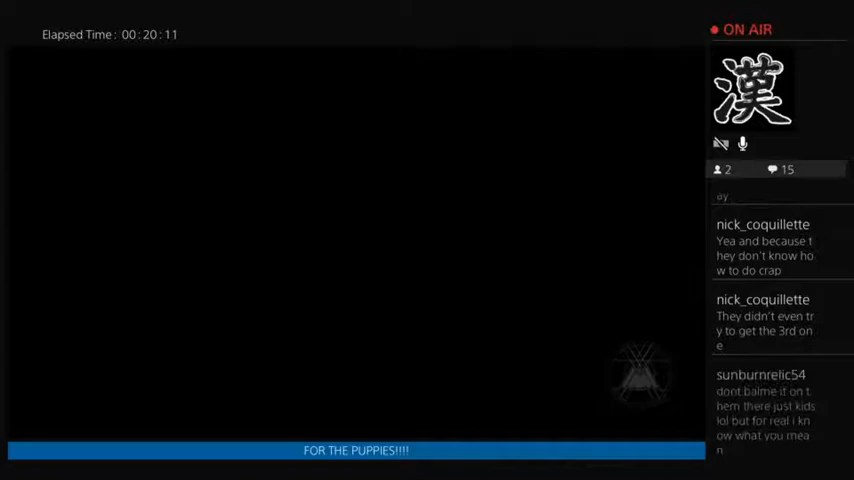 Elapsed Time: 00:20:11
ON AIR
漢
2 15
ay
nick_coquillette
Yea and because t
hey don't know ho
w to do crap
nick_coquillette
They didn't even tr
y to get the 3rd on
e
sunburnrelic54
dont balme it on t
hem there just kids
lol but for real i kn
ow what you mea
n
FOR THE PUPPIES!!!!